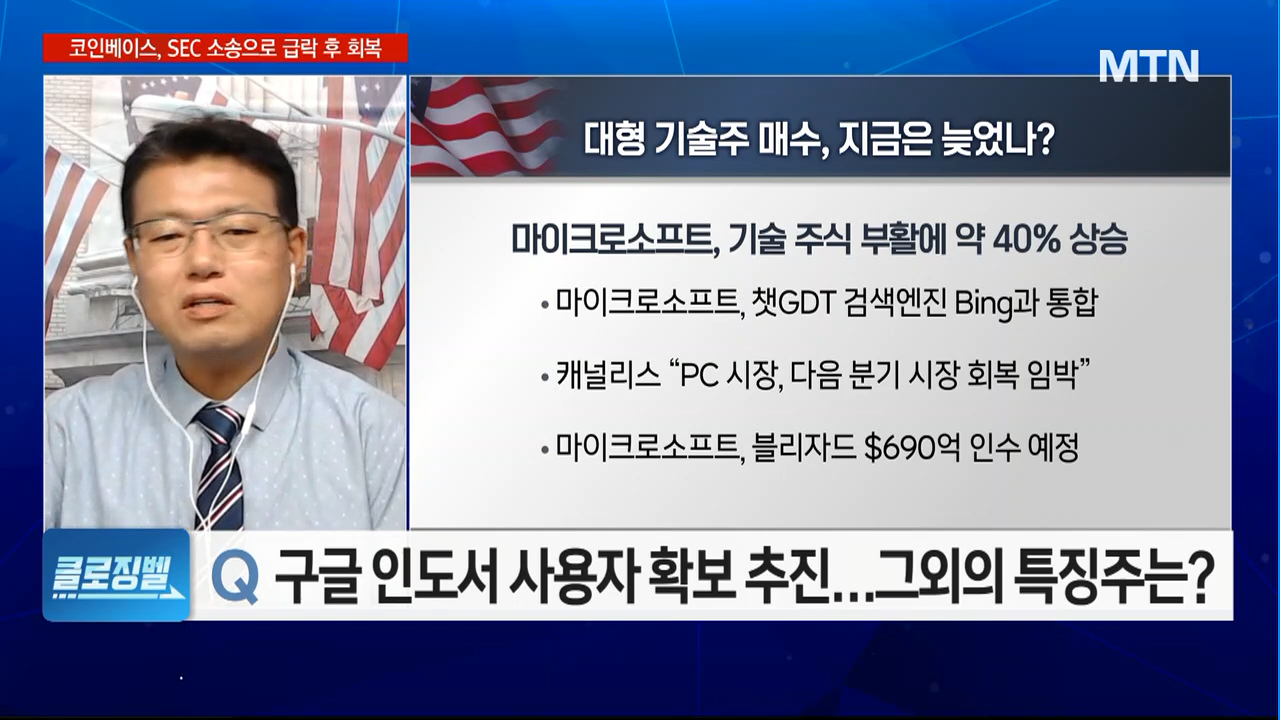 코인베이스, SEC 소송으로 급락 후 회복
MTN
대형 기술주 매수, 지금은 늦었나?
마이크로소프트, 기술 주식 부활에 약 40% 상승
• 마이크로소프트, 챗GDT 검색엔진 Bing과 통합
• 캐널리스 “PC 시장, 다음 분기 시장 회복 임박”
• 마이크로소프트, 블리자드 $690억 인수 예정
클로징벨
Q 구글 인도서 사용자 확보 추진...그외의 특징주는?